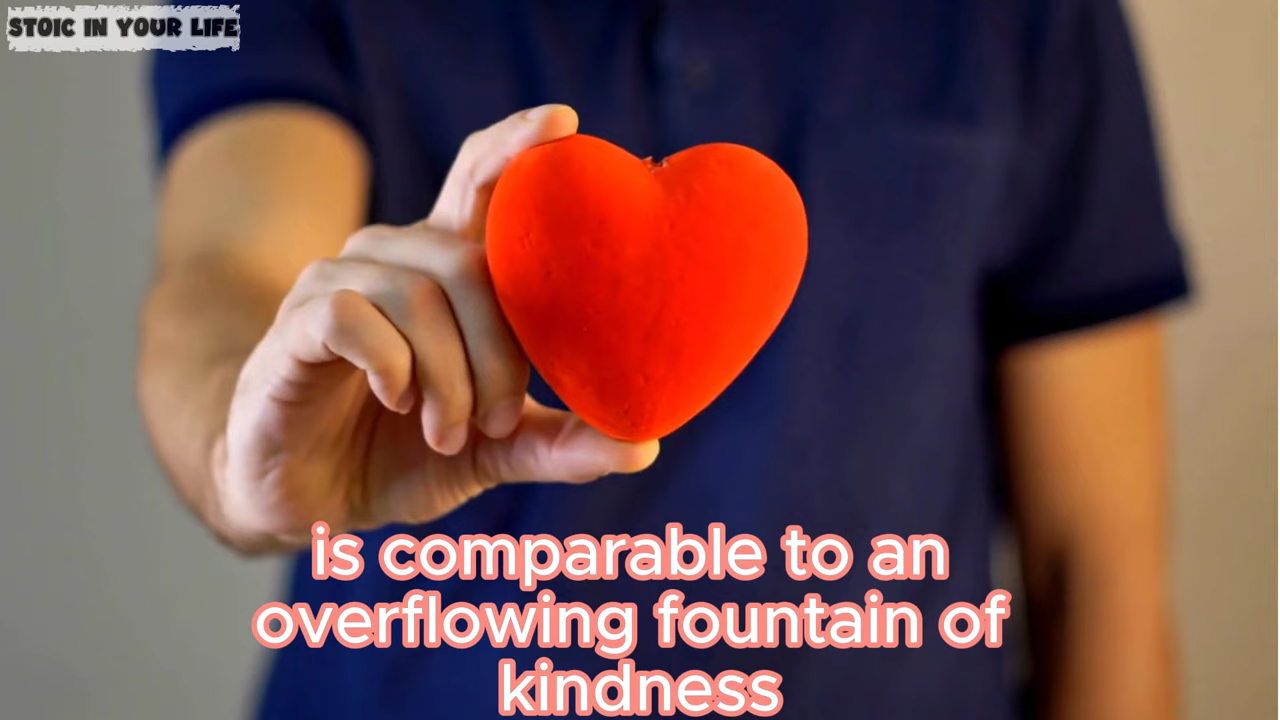 STOIC IN YOUR LIFE
is comparable to an
overflowing fountain of
kindness